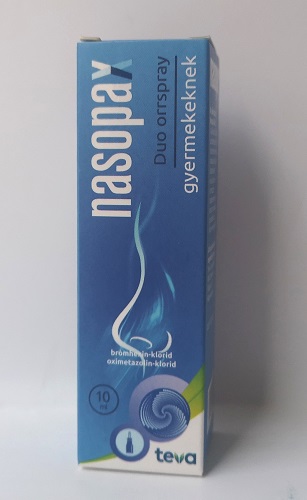 nasopax
Duo orrspray
gyermekeknek
brómhexin-klorid
oximetazolin-klorid
10
ml
teva